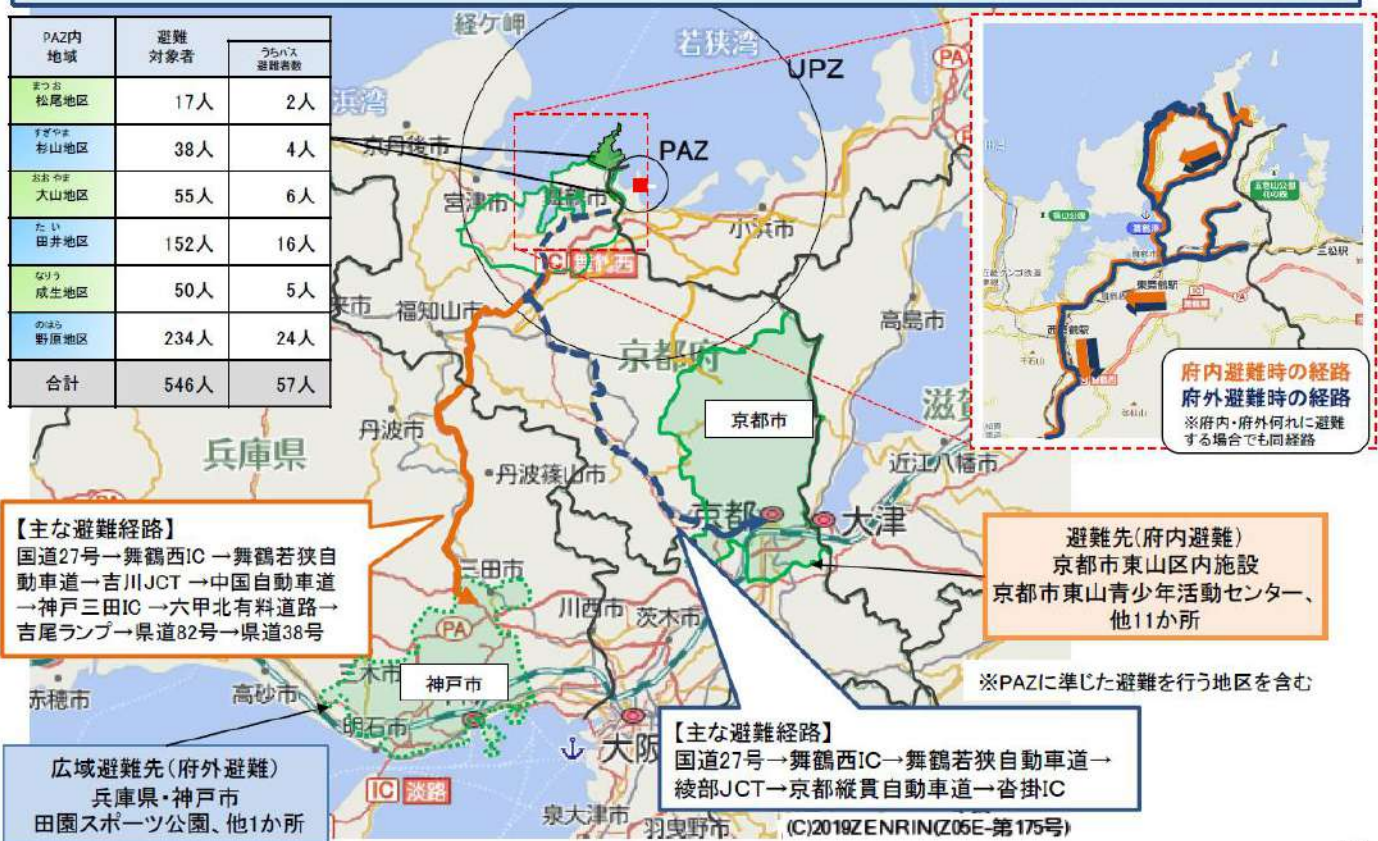 PAZ内
地域
避難
対象者
うちバス
避難者数
まつお
松尾地区
17人
2人
すぎやま
杉山地区
38人
4人
おおやま
大山地区
55人
6人
たい
田井地区
152人
16人
なりう
成生地区
50人
5人
のはら
野原地区
234人
24人
合計
546人
57人
経ケ岬
若狭湾
UPZ
PAZ
浜湾
京丹後市
宮津市
舞鶴市
小浜市
IC 舞鶴西
来市
福知山市
京都府
高島市
京都市
滋賀
丹波市
兵庫県
丹波篠山市
近江八幡市
京都
大津
三田市
川西市
茨木市
PA
三木市
神戸市
赤穂市
高砂市
明石市
大阪
IC 淡路
泉大津市
羽曳野市
PA
三松駅
東舞鶴駅
西舞鶴駅
府内避難時の経路
府外避難時の経路
※府内・府外何れに避難
する場合でも同経路
【主な避難経路】
国道27号→舞鶴西IC→舞鶴若狭自
動車道→吉川JCT→中国自動車道
→神戸三田IC→六甲北有料道路→
吉尾ランプ→県道82号→県道38号
避難先(府内避難)
京都市東山区内施設
京都市東山青少年活動センター、
他11か所
※PAZに準じた避難を行う地区を含む
【主な避難経路】
国道27号→舞鶴西IC→舞鶴若狭自動車道→
綾部JCT→京都縦貫自動車道→沓掛IC
広域避難先(府外避難)
兵庫県・神戸市
田園スポーツ公園、他1か所
(C)2019ZENRIN(Z05E-第175号)